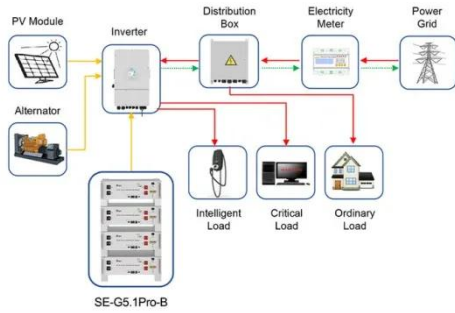 PV Module
Inverter
Distribution
Box
Electricity
Meter
Power
Grid
Alternator
Intelligent
Load
Critical
Load
Ordinary
Load
SE-G5.1Pro-B